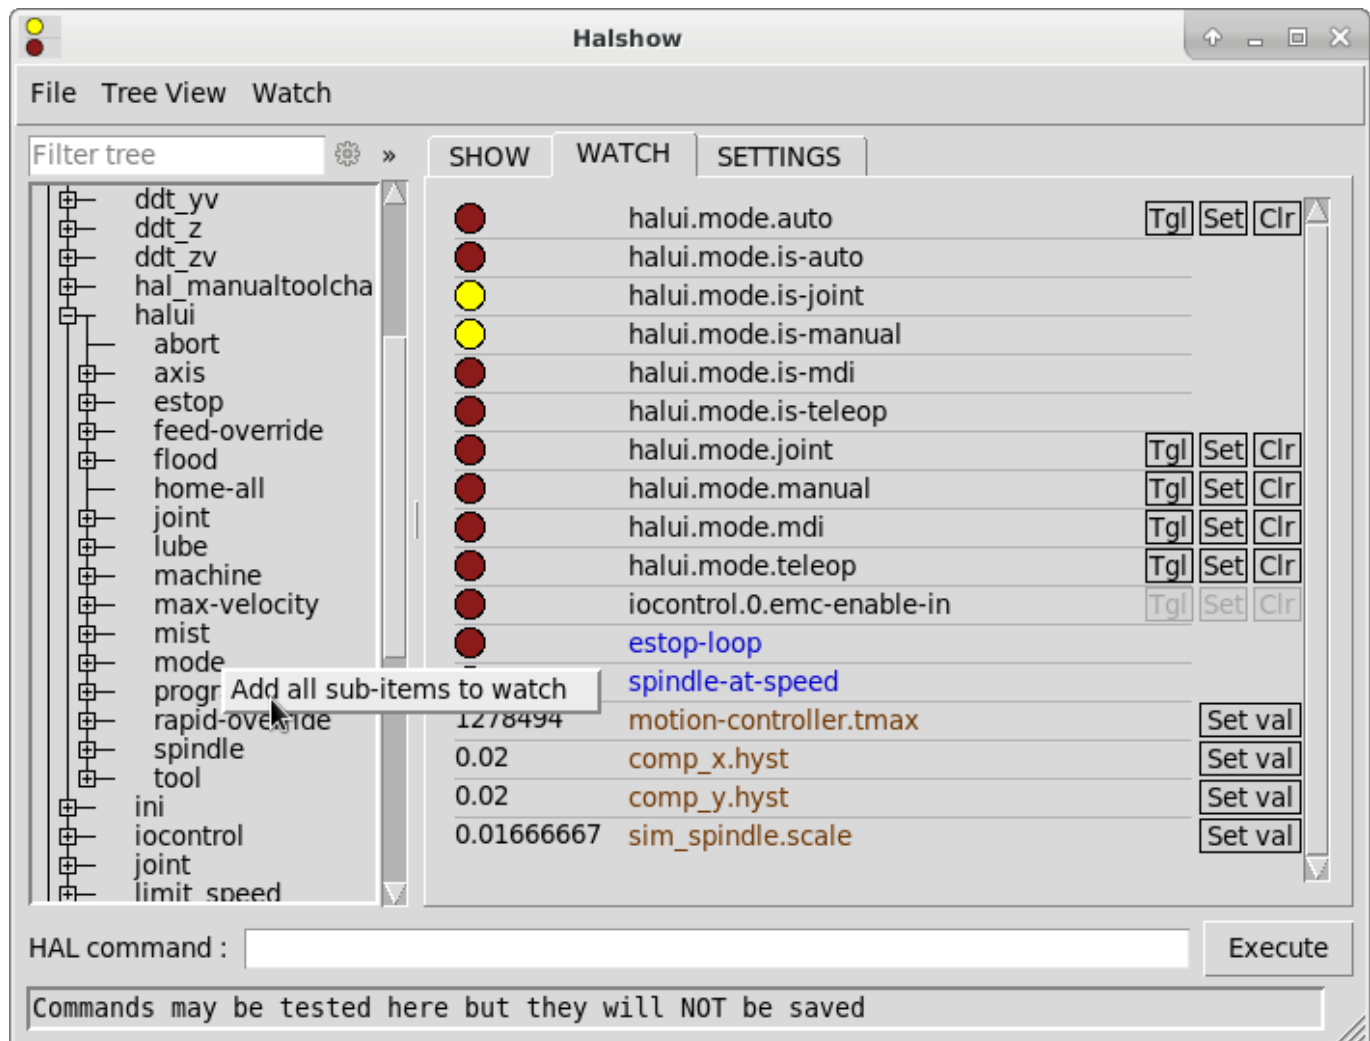 Halshow
File Tree View Watch
Filter tree »
SHOW WATCH SETTINGS
ddt_yv
ddt_z
ddt_zv
hal_manualtoolcha
halui
abort
axis
estop
feed-override
flood
home-all
joint
lube
machine
max-velocity
mist
mode
progr
Add all sub-items to watch
rapid-override
spindle
tool
ini
iocontrol
joint
limit_speed
halui.mode.auto Tgl Set Clr
halui.mode.is-auto
halui.mode.is-joint
halui.mode.is-manual
halui.mode.is-mdi
halui.mode.is-teleop
halui.mode.joint Tgl Set Clr
halui.mode.manual Tgl Set Clr
halui.mode.mdi Tgl Set Clr
halui.mode.teleop Tgl Set Clr
iocontrol.0.emc-enable-in Tgl Set Clr
estop-loop
spindle-at-speed
1278494 motion-controller.tmax Set val
0.02 comp_x.hyst Set val
0.02 comp_y.hyst Set val
0.01666667 sim_spindle.scale Set val
HAL command : Execute
Commands may be tested here but they will NOT be saved